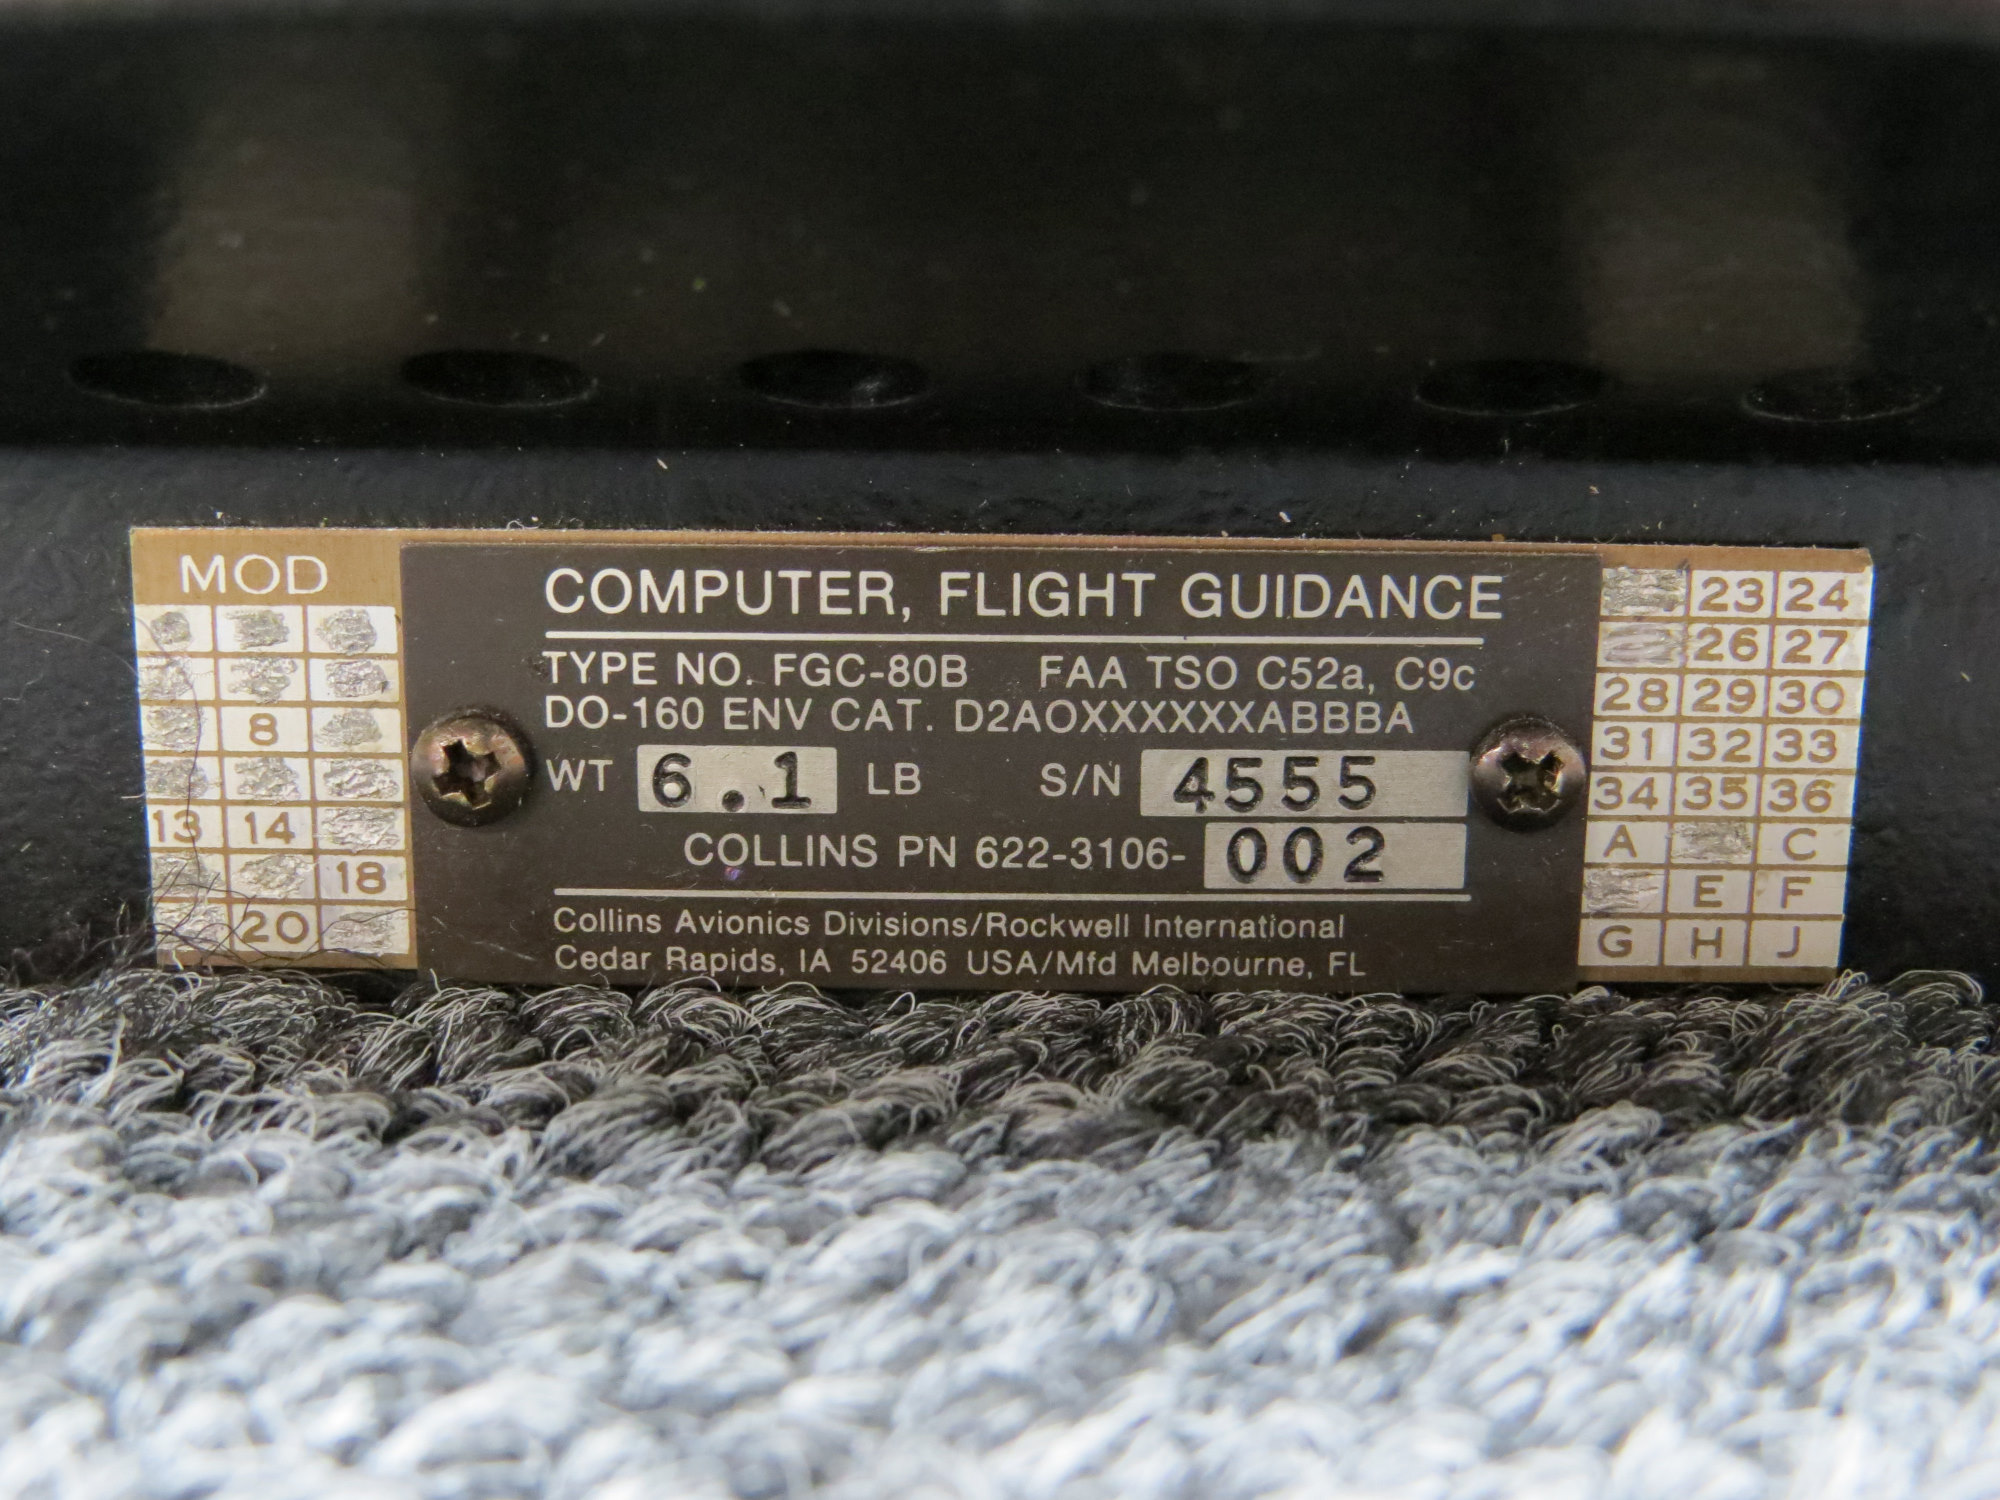 MOD
8
13 14
18
20
COMPUTER, FLIGHT GUIDANCE
TYPE NO. FGC-80B FAA TSO C52a, C9c
DO-160 ENV CAT. D2AOXXXXXXABBBA
WT 6.1 LB S/N 4555
COLLINS PN 622-3106- 002
Collins Avionics Divisions/Rockwell International
Cedar Rapids, IA 52406 USA/Mfd Melbourne, FL
23 24
26 27
28 29 30
31 32 33
34 35 36
A C
E F
G H J